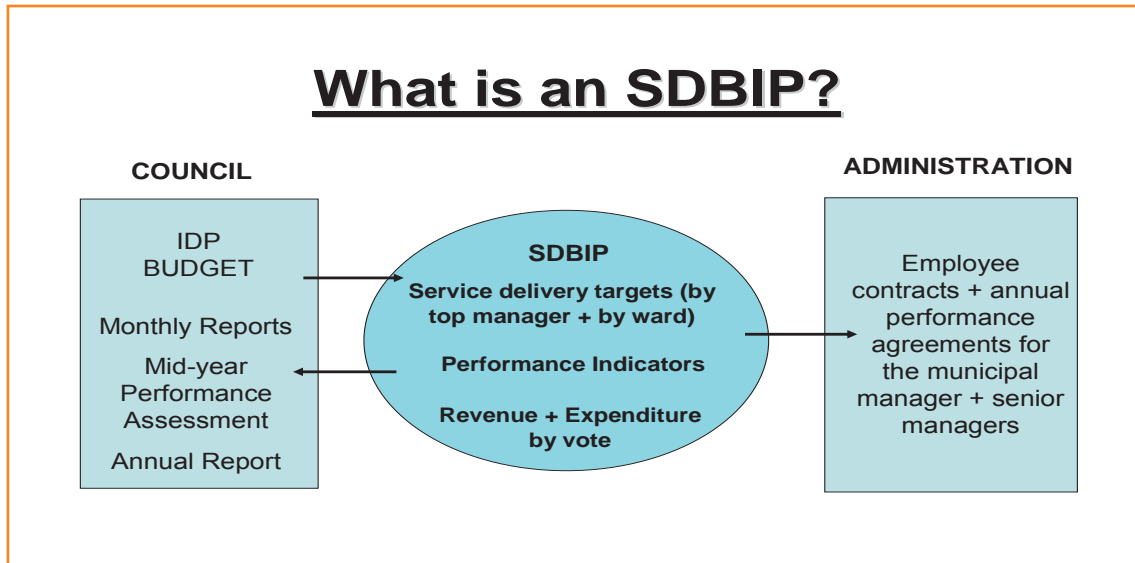 What is an SDBIP?
COUNCIL
IDP
BUDGET
Monthly Reports
Mid-year
Performance
Assessment
Annual Report
SDBIP
Service delivery targets (by
top manager + by ward)
Performance Indicators
Revenue + Expenditure
by vote
ADMINISTRATION
Employee
contracts + annual
performance
agreements for
the municipal
manager + senior
managers